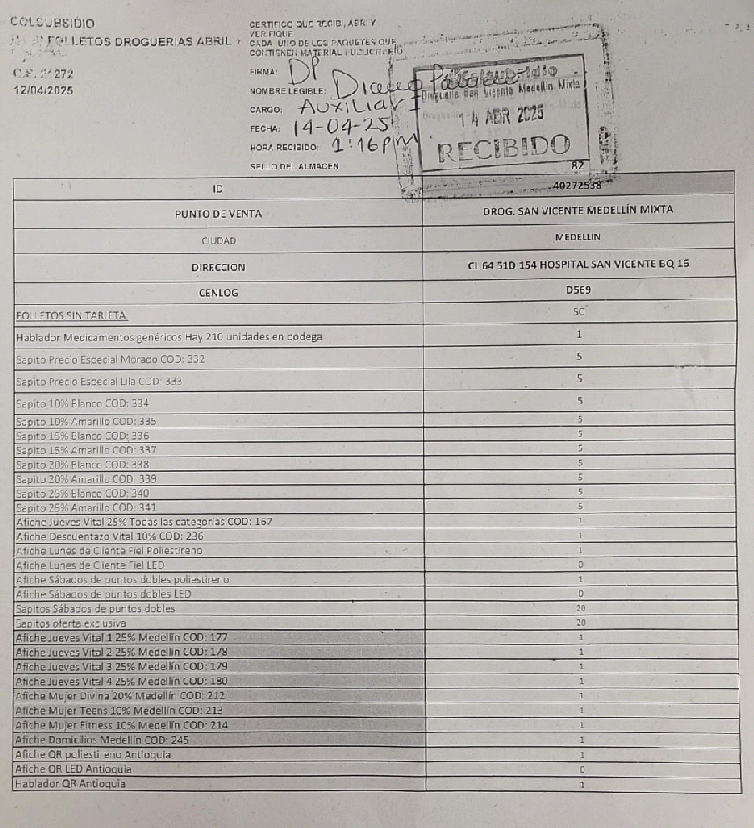 COLSUBSIDIO
FOLLETOS DROGUERIAS ABRIL
12/04/2025
CERTIFICO QUE RECIBI, ABRI Y
VERIFIQUE
CADA UNO DE LOS PAQUETES QUE
CONTIENEN MATERIAL PUBLICITARIO
FIRMA: DP
NOMBRE LEGIBLE: Diana
CARGO: Auxiliar I
FECHA: 14-04-25
HORA RECIBIDO: 1:16 PM
SELLO DEL ALMACEN
Droguería San Vicente Medellín Mixta
14 ABR 2025
RECIBIDO
82
ID 40272538
PUNTO DE VENTA DROG. SAN VICENTE MEDELLÍN MIXTA
CIUDAD MEDELLIN
DIRECCION CL 64 51D 154 HOSPITAL SAN VICENTE BQ 15
CENLOG D569
FOLLETOS SIN TARJETA 50
Hablador Medicamentos genéricos Hay 210 unidades en bodega 1
Sapito Precio Especial Morado COD: 332 5
Sapito Precio Especial Lila COD: 333 5
Sapito 10% Blanco COD: 334 5
Sapito 10% Amarillo COD: 335 5
Sapito 15% Blanco COD: 336 5
Sapito 15% Amarillo COD: 337 5
Sapito 20% Blanco COD: 338 5
Sapito 20% Amarillo COD: 339 5
Sapito 25% Blanco COD: 340 5
Sapito 25% Amarillo COD: 341 5
Afiche Jueves Vital 25% Todas las categorías COD: 167 1
Afiche Descuentazo Vital 10% COD: 236 1
Afiche Lunes de Cliente Fiel Poliestireno 1
Afiche Lunes de Cliente Fiel LED 0
Afiche Sábados de puntos dobles poliestireno 1
Afiche Sábados de puntos dobles LED 0
Sapitos Sábados de puntos dobles 20
Sapitos oferta exclusiva 20
Afiche Jueves Vital 1 25% Medellín COD: 177 1
Afiche Jueves Vital 2 25% Medellín COD: 178 1
Afiche Jueves Vital 3 25% Medellín COD: 179 1
Afiche Jueves Vital 4 25% Medellín COD: 180 1
Afiche Mujer Divina 20% Medellín COD: 212 1
Afiche Mujer Teens 10% Medellín COD: 213 1
Afiche Mujer Fitness 10% Medellín COD: 214 1
Afiche Domicilios Medellín COD: 245 1
Afiche QR poliestireno Antioquia 1
Afiche QR LED Antioquia 0
Hablador QR Antioquia 1